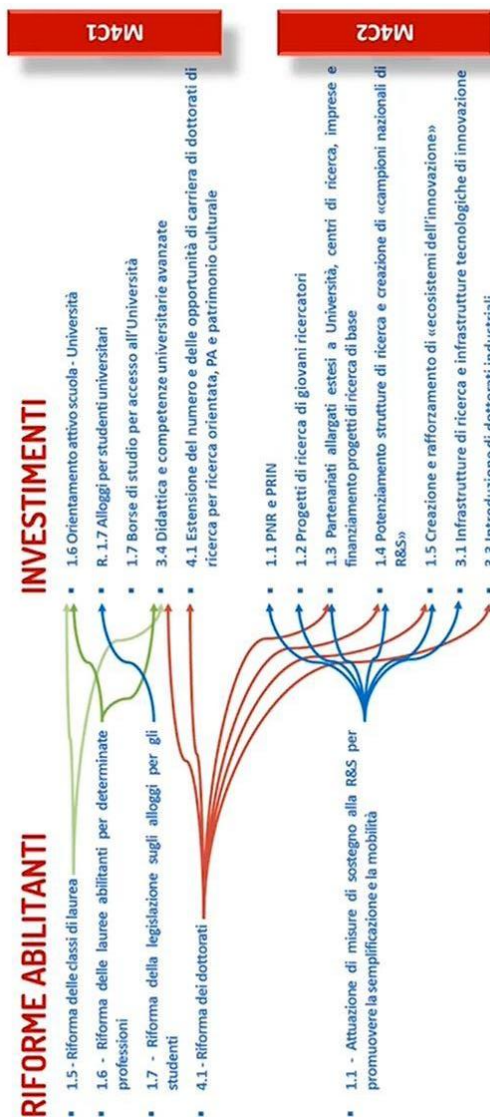 RIFORME ABILITANTI
1.5 - Riforma delle classi di laurea
1.6 - Riforma delle lauree abilitanti per determinate
professioni
1.7 - Riforma della legislazione sugli alloggi per gli
studenti
4.1 - Riforma dei dottorati
1.1 - Attuazione di misure di sostegno alla R&S per
promuovere la semplificazione e la mobilità
INVESTIMENTI
1.6 Orientamento attivo scuola - Università
R. 1.7 Alloggi per studenti universitari
1.7 Borse di studio per accesso all'Università
3.4 Didattica e competenze universitarie avanzate
4.1 Estensione del numero e delle opportunità di carriera di dottorati di
ricerca per ricerca orientata, PA e patrimonio culturale
1.1 PNR e PRIN
1.2 Progetti di ricerca di giovani ricercatori
1.3 Partenariati allargati estesi a Università, centri di ricerca, imprese e
finanziamento progetti di ricerca di base
1.4 Potenziamento strutture di ricerca e creazione di «campioni nazionali di
R&S»
1.5 Creazione e rafforzamento di «ecosistemi dell'innovazione»
3.1 Infrastrutture di ricerca e infrastrutture tecnologiche di innovazione
3.3 Introduzione di dottorati industriali
M4C1
M4C2